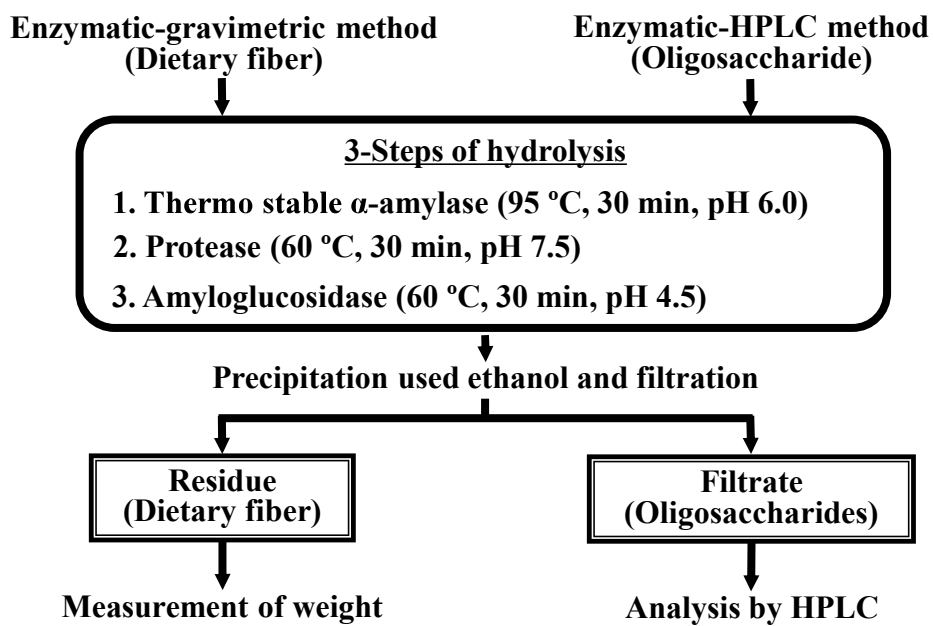 Enzymatic-gravimetric method
(Dietary fiber)
Enzymatic-HPLC method
(Oligosaccharide)
3-Steps of hydrolysis
1. Thermo stable α-amylase (95 ºC, 30 min, pH 6.0)
2. Protease (60 ºC, 30 min, pH 7.5)
3. Amyloglucosidase (60 ºC, 30 min, pH 4.5)
Precipitation used ethanol and filtration
Residue
(Dietary fiber)
Filtrate
(Oligosaccharides)
Measurement of weight
Analysis by HPLC